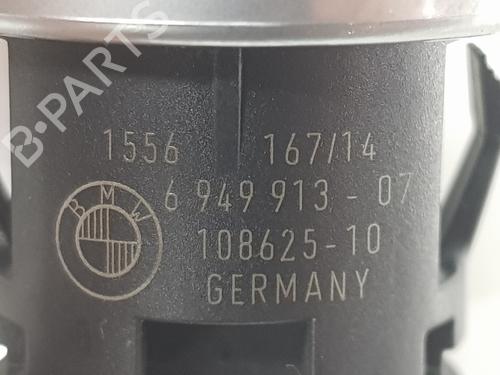 B-PARTS
1556 167/14
BMW
6 949 913 - 07
108625-10
GERMANY